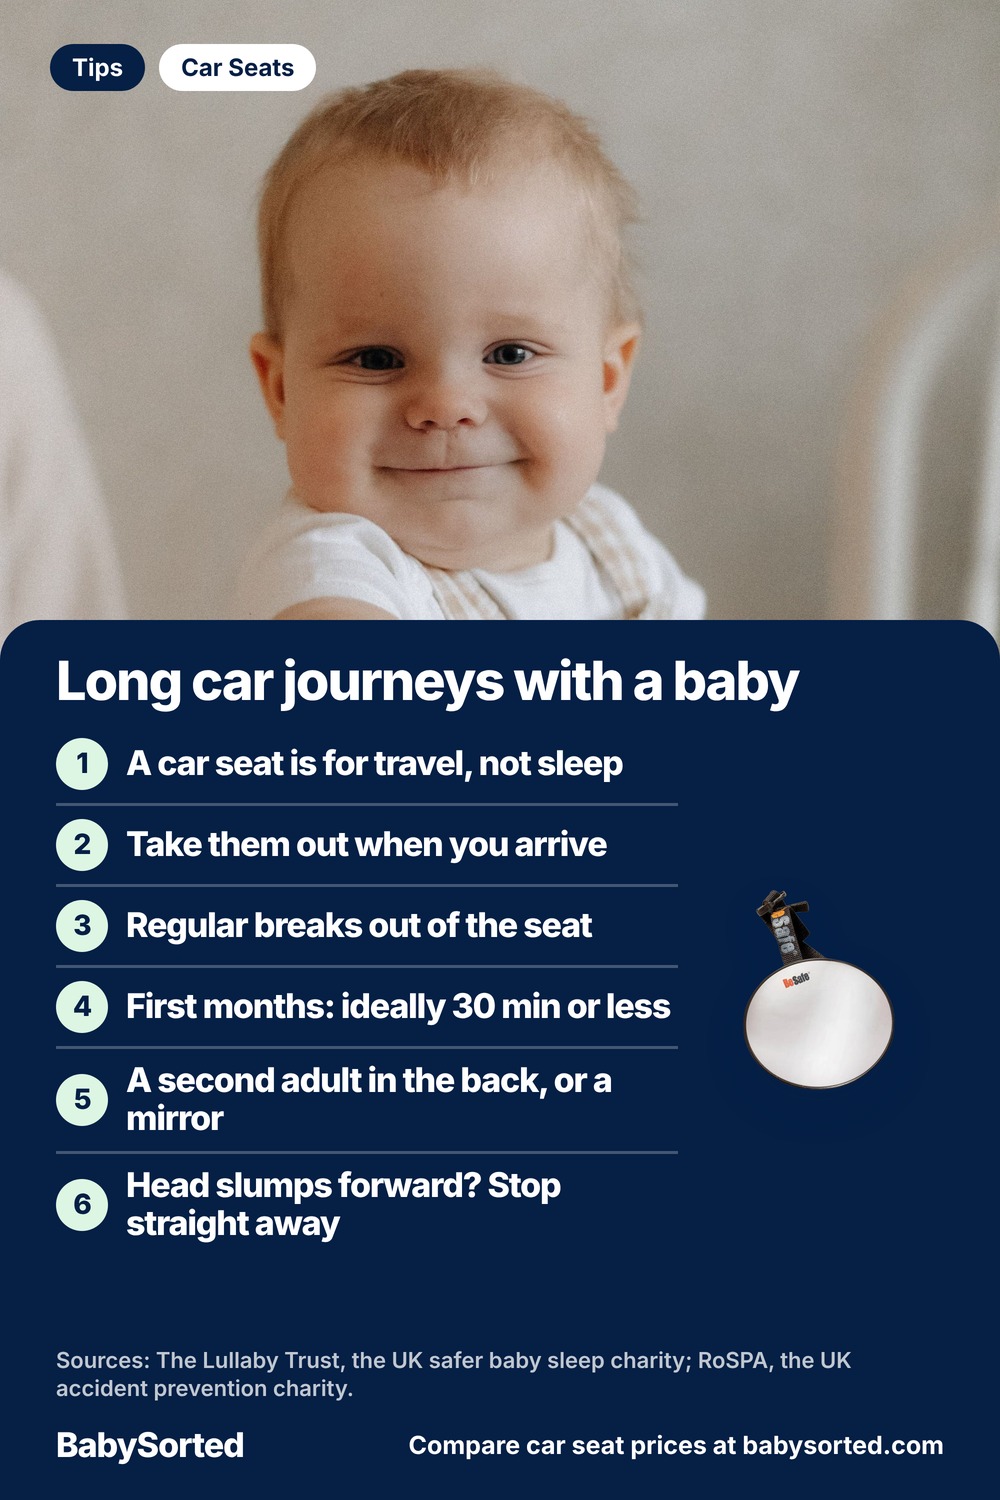 Tips
Car Seats
Long car journeys with a baby
1 A car seat is for travel, not sleep
2 Take them out when you arrive
3 Regular breaks out of the seat
4 First months: ideally 30 min or less
5 A second adult in the back, or a
mirror
6 Head slumps forward? Stop
straight away
safe
BeSafe
Sources: The Lullaby Trust, the UK safer baby sleep charity; RoSPA, the UK
accident prevention charity.
BabySorted
Compare car seat prices at babysorted.com